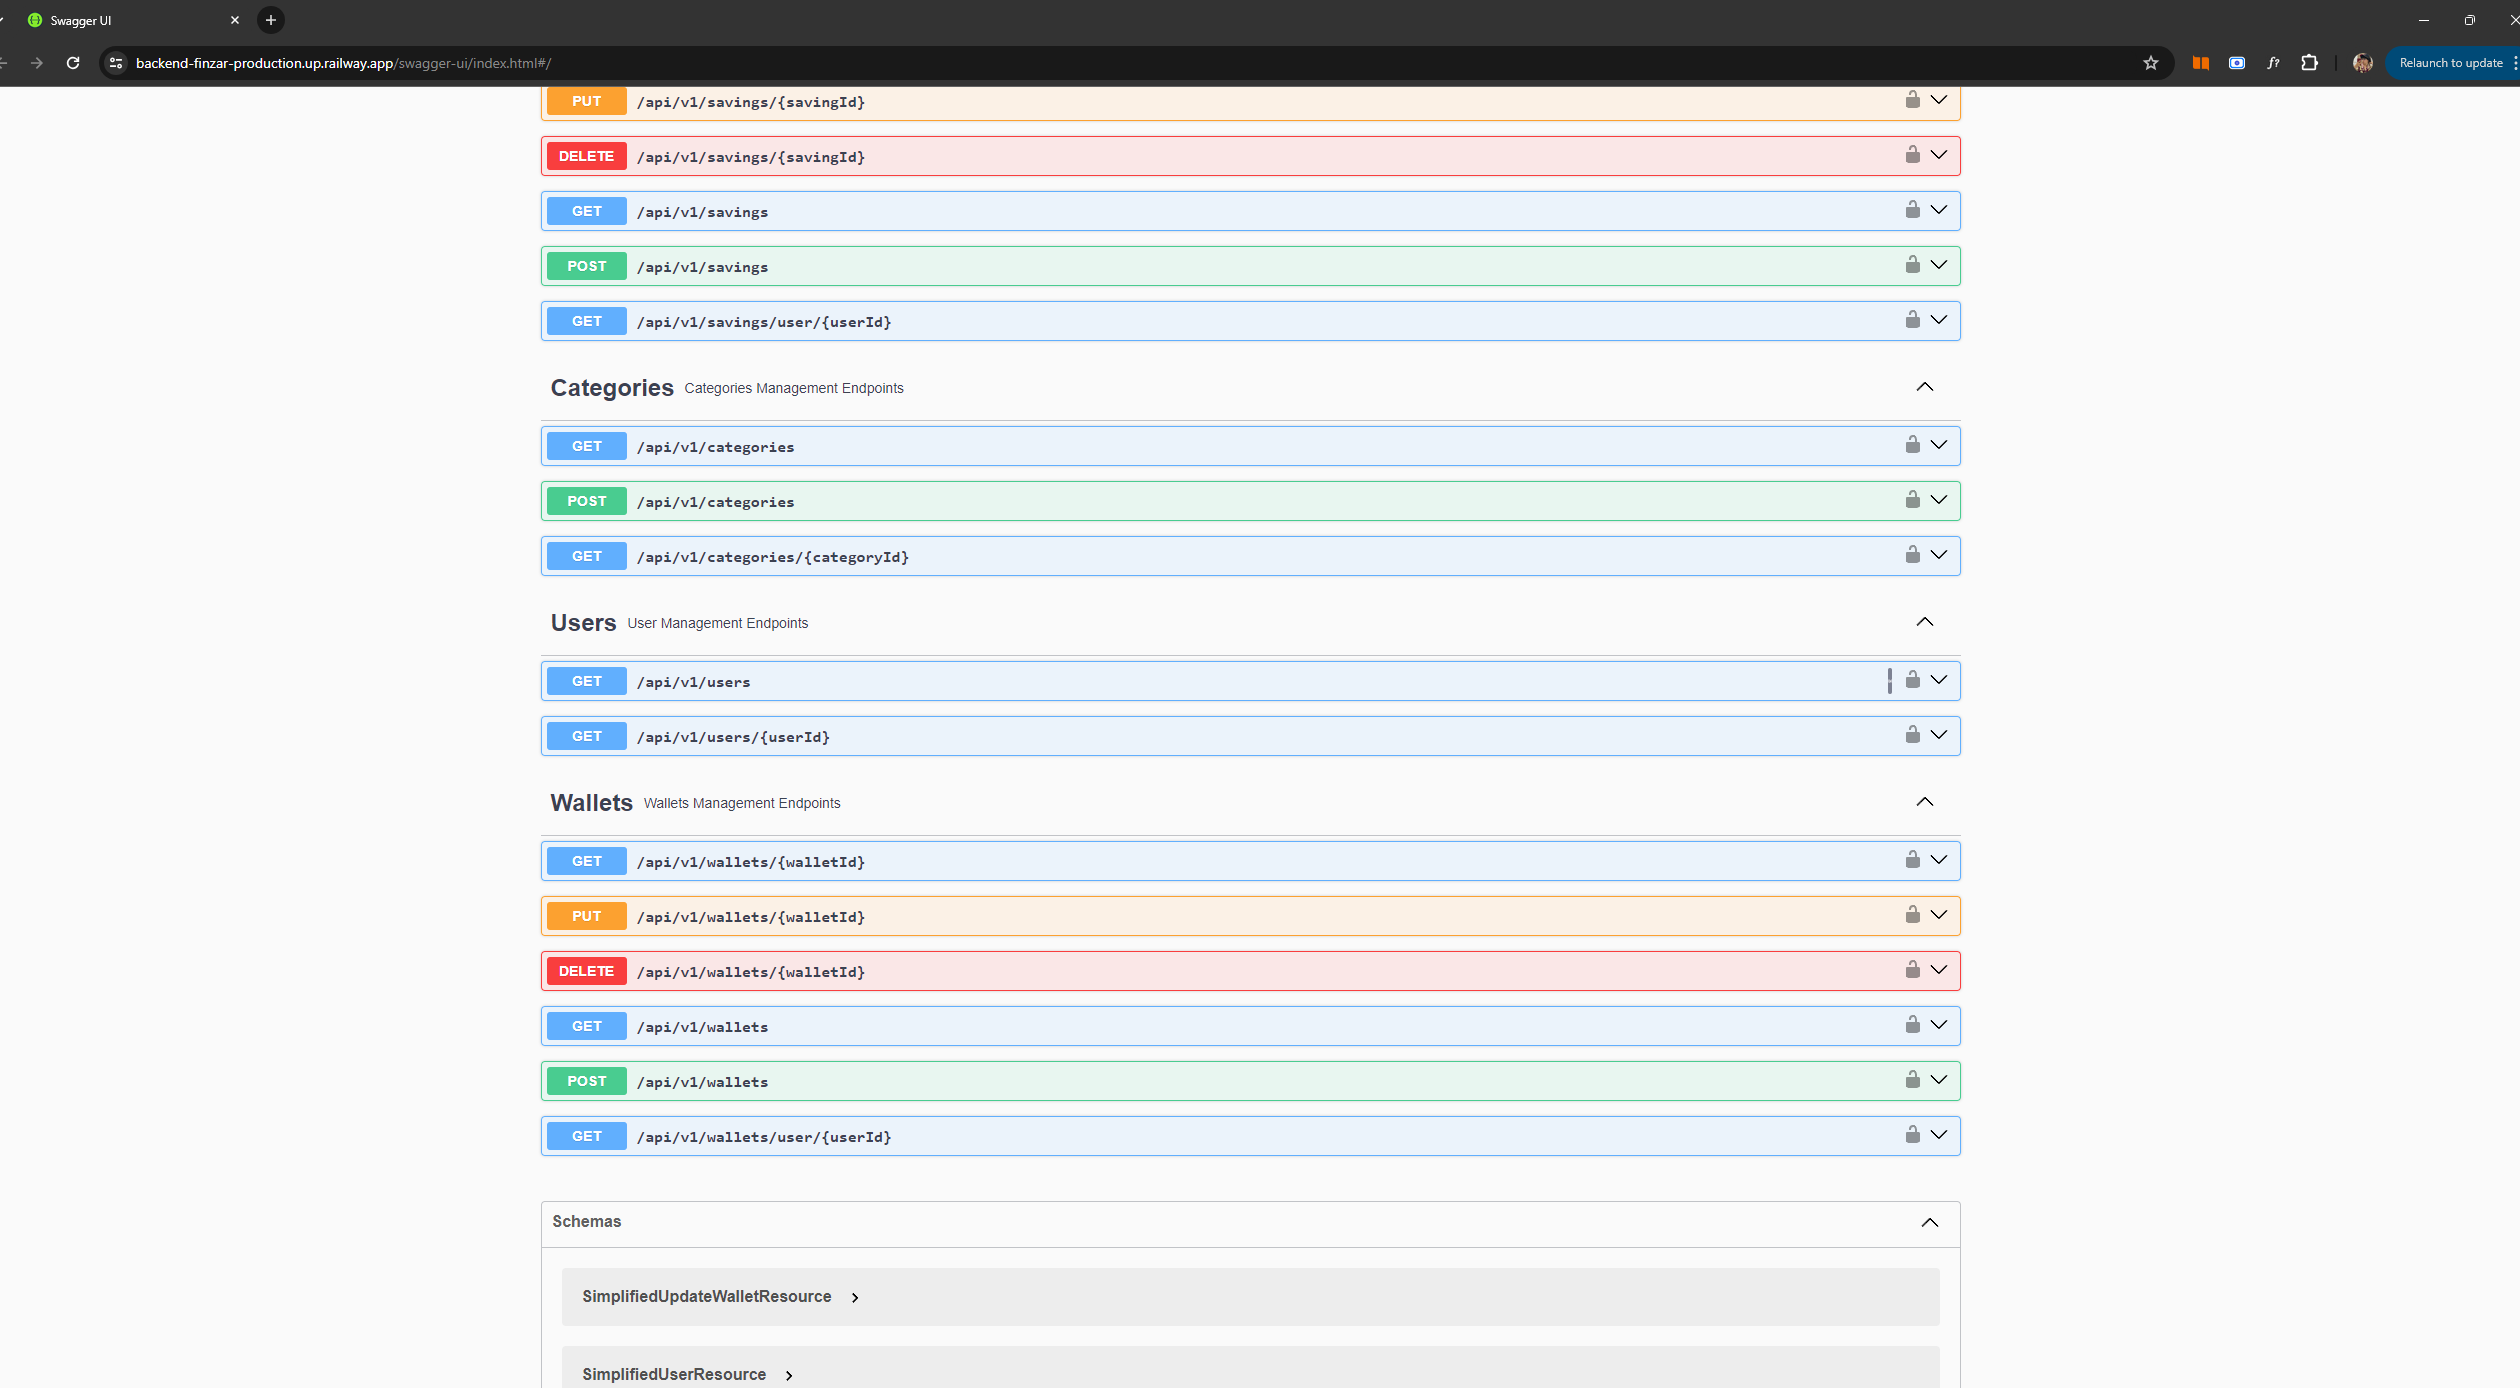 Swagger UI
backend-finzar-production.up.railway.app/swagger-ui/index.html#/
f?
Relaunch to update
PUT /api/v1/savings/{savingId}
DELETE /api/v1/savings/{savingId}
GET /api/v1/savings
POST /api/v1/savings
GET /api/v1/savings/user/{userId}
Categories Categories Management Endpoints
GET /api/v1/categories
POST /api/v1/categories
GET /api/v1/categories/{categoryId}
Users User Management Endpoints
GET /api/v1/users
GET /api/v1/users/{userId}
Wallets Wallets Management Endpoints
GET /api/v1/wallets/{walletId}
PUT /api/v1/wallets/{walletId}
DELETE /api/v1/wallets/{walletId}
GET /api/v1/wallets
POST /api/v1/wallets
GET /api/v1/wallets/user/{userId}
Schemas
SimplifiedUpdateWalletResource
SimplifiedUserResource